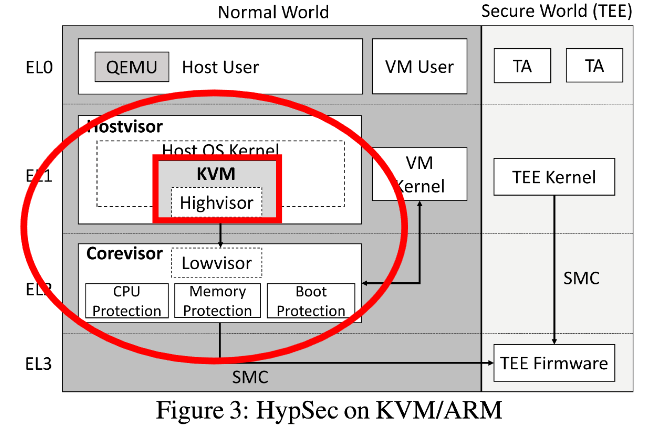 Normal World
Secure World (TEE)
EL0
QEMU
Host User
VM User
TA
TA
Hostvisor
Host OS Kernel
EL1
KVM
Highvisor
VM
Kernel
TEE Kernel
Corevisor
Lowvisor
EL2
CPU
Protection
Memory
Protection
Boot
Protection
SMC
EL3
SMC
TEE Firmware
Figure 3: HypSec on KVM/ARM